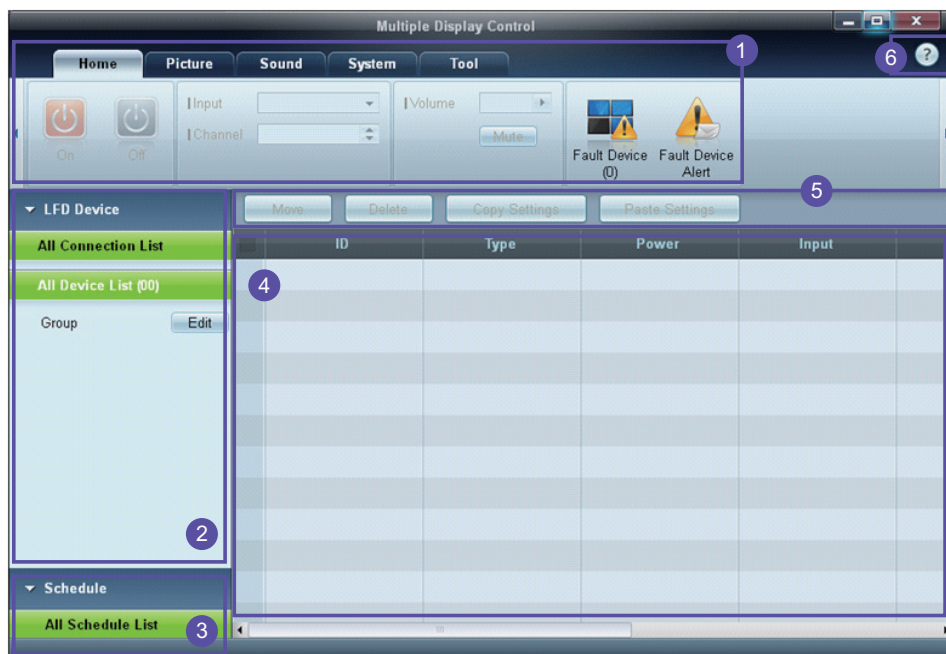 Multiple Display Control
1
6
?
Home Picture Sound System Tool
Input
Channel
Volume
Mute
On Off
Fault Device (0)
Fault Device Alert
5
LFD Device
Move Delete Copy Settings Paste Settings
All Connection List
ID Type Power Input
All Device List (00)
4
Group Edit
2
Schedule
All Schedule List
3